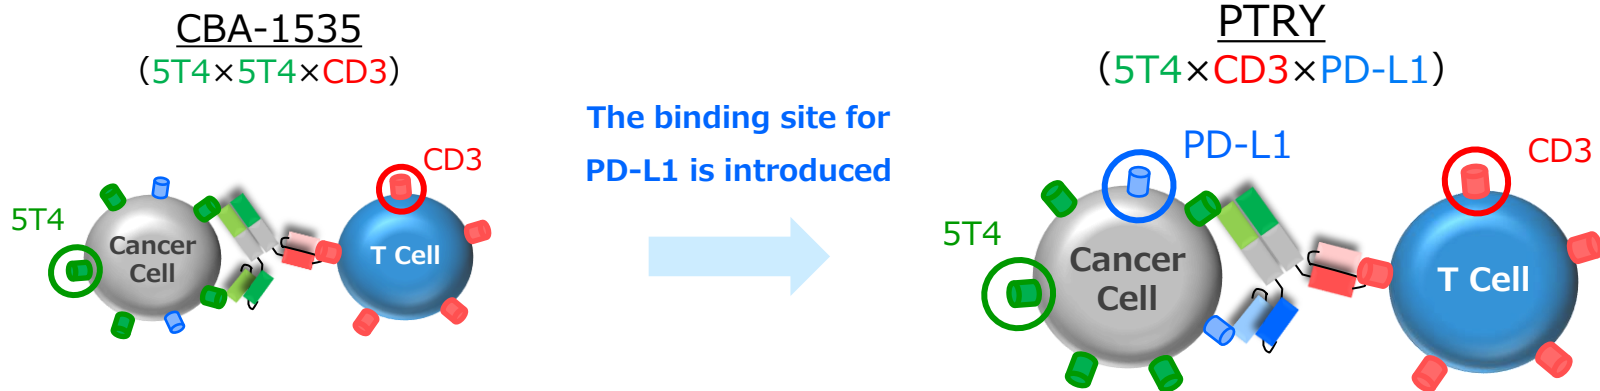 CBA-1535
(5T4×5T4×CD3)
CD3
5T4
Cancer
Cell
T Cell
The binding site for
PD-L1 is introduced
PTRY
(5T4×CD3×PD-L1)
PD-L1
CD3
5T4
Cancer
Cell
T Cell